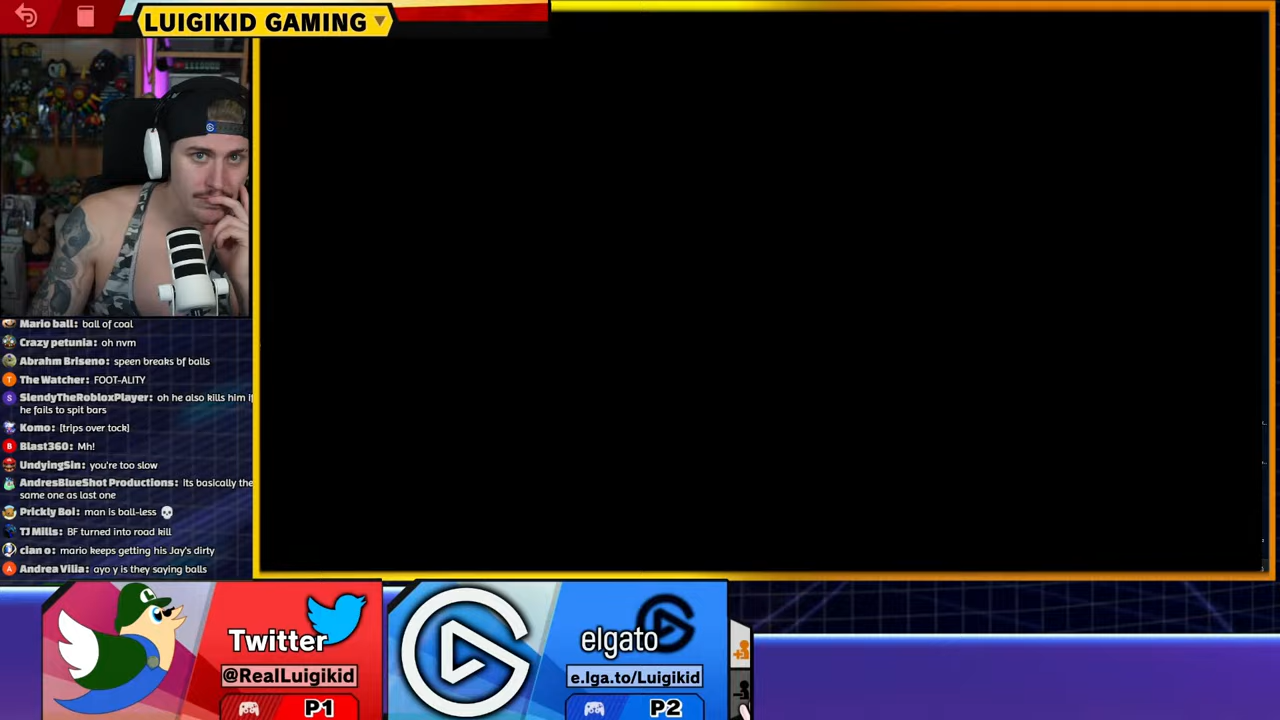 LUIGIKID GAMING
Mario ball: ball of coal
Crazy petunia: oh nvm
Abrahm Briseno: speen breaks bf balls
T The Watcher: FOOT-ALITY
S SlendyTheRobloxPlayer: oh he also kills him if
he fails to spit bars
Komo: [trips over tock]
B Blast360: Mh!
UndyingSin: you're too slow
AndresBlueShot Productions: Its basically the
same one as last one
Prickly Boi: man is ball-less 💀
TJ Mills: BF turned into road kill
cian o: mario keeps getting his Jay's dirty
A Andrea Villa: ayo y is they saying balls
L
Twitter
@RealLuigikid
P1
elgato
e.lga.to/Luigikid
P2